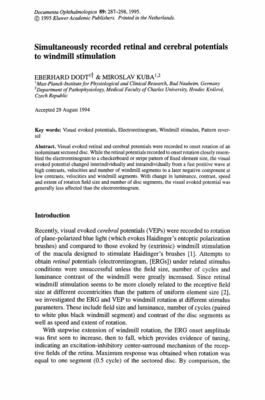 Documenta Ophthalmologica 89: 287–298, 1995.
© 1995 Kluwer Academic Publishers. Printed in the Netherlands.
Simultaneously recorded retinal and cerebral potentials
to windmill stimulation
EBERHARD DODT & MIROSLAV KUBA
Max-Planck-Institute for Physiological and Clinical Research, Bad Nauheim, Germany
Department of Pathophysiology, Medical Faculty of Charles University, Hradec Králové,
Czech Republic
Accepted 29 August 1994
Key words: Visual evoked potentials, Electroretinogram, Windmill stimulus, Pattern rever-
sal
Abstract. Visual evoked retinal and cerebral potentials were recorded to onset rotation of an
isoluminant sectored disc. While the retinal potentials recorded to onset rotation closely resem-
bled the electroretinogram to a checkerboard or stripe pattern of fixed element size, the visual
evoked potential changed interindividually and intraindividually from a fast positive wave at
high contrasts, velocities and number of windmill segments to a later negative component at
low contrasts, velocities and windmill segments. With change in luminance, contrast, speed
and extent of rotation field size and number of disc segments, the visual evoked potential was
generally less affected than the electroretinogram.
Introduction
Recently, visual evoked cerebral potentials (VEPs) were recorded to rotation
of plane-polarized blue light (which evokes Haidinger's entoptic polarization
brushes) and compared to those evoked by (extrinsic) windmill stimulation
of the macula designed to simulate Haidinger's brushes [1]. Attempts to
obtain retinal potentials (electroretinogram, [ERGs]) under related stimulus
conditions were unsuccessful unless the field size, number of cycles and
luminance contrast of the windmill were greatly increased. Since retinal
windmill stimulation seems to be more closely related to the receptive field
size at different eccentricities than the pattern of uniform element size [2],
we investigated the ERG and VEP to windmill rotation at different stimulus
parameters. These include field size and luminance, number of cycles (paired
to white plus black windmill segment) and contrast of the disc segments as
well as speed and extent of rotation.
With stepwise extension of windmill rotation, the ERG onset amplitude
was first seen to increase, then to fall, which provides evidence of tuning,
indicating an excitation-inhibitory center-surround mechanism of the recep-
tive fields of the retina. Maximum response was obtained when rotation was
equal to one segment (0.5 cycle) of the sectored disc. By comparison, the